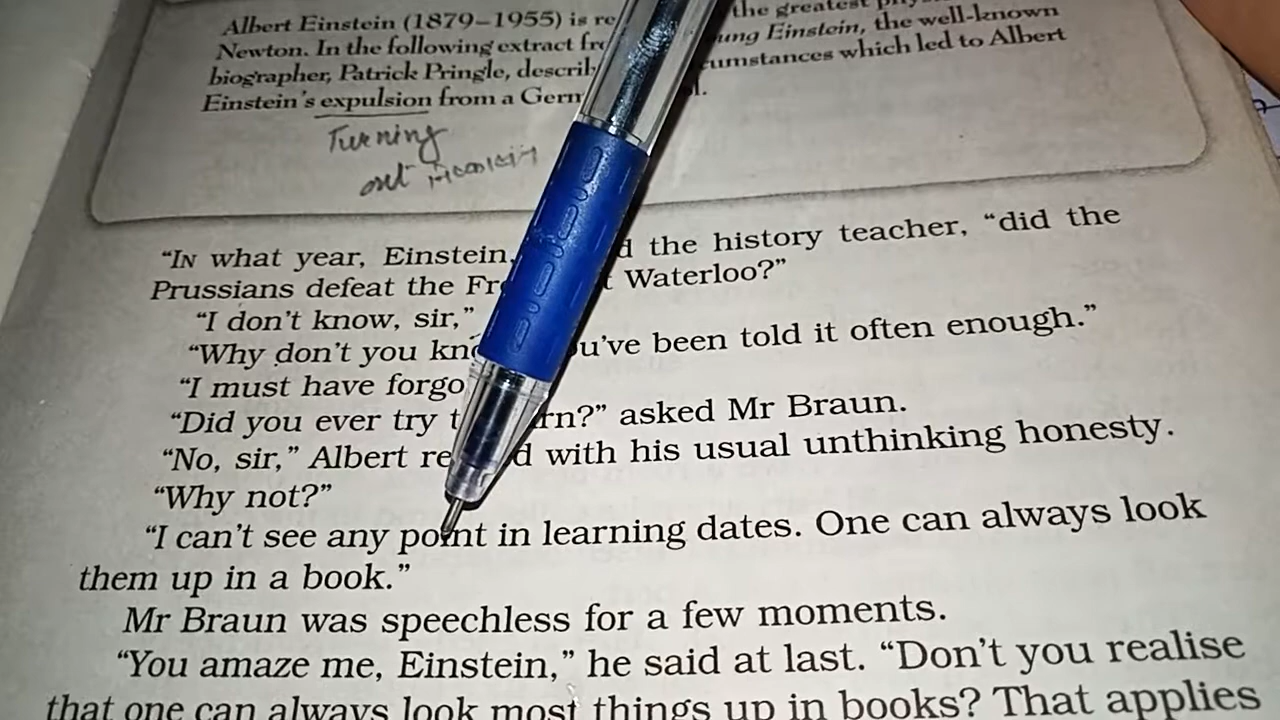 Albert Einstein (1879–1955) is re the greatest
Newton. In the following extract fr ung Einstein, the well-known
biographer, Patrick Pringle, describ umstances which led to Albert
Einstein's expulsion from a Germ l.
Turning
out
“IN what year, Einstein, d the history teacher, “did the
Prussians defeat the Fre t Waterloo?”
“I don't know, sir,”
“Why don't you kno u've been told it often enough.”
“I must have forgo
“Did you ever try t rn?” asked Mr Braun.
“No, sir,” Albert re d with his usual unthinking honesty.
“Why not?”
“I can't see any point in learning dates. One can always look
them up in a book.”
Mr Braun was speechless for a few moments.
“You amaze me, Einstein,” he said at last. “Don't you realise
that one can always look most things up in books? That applies